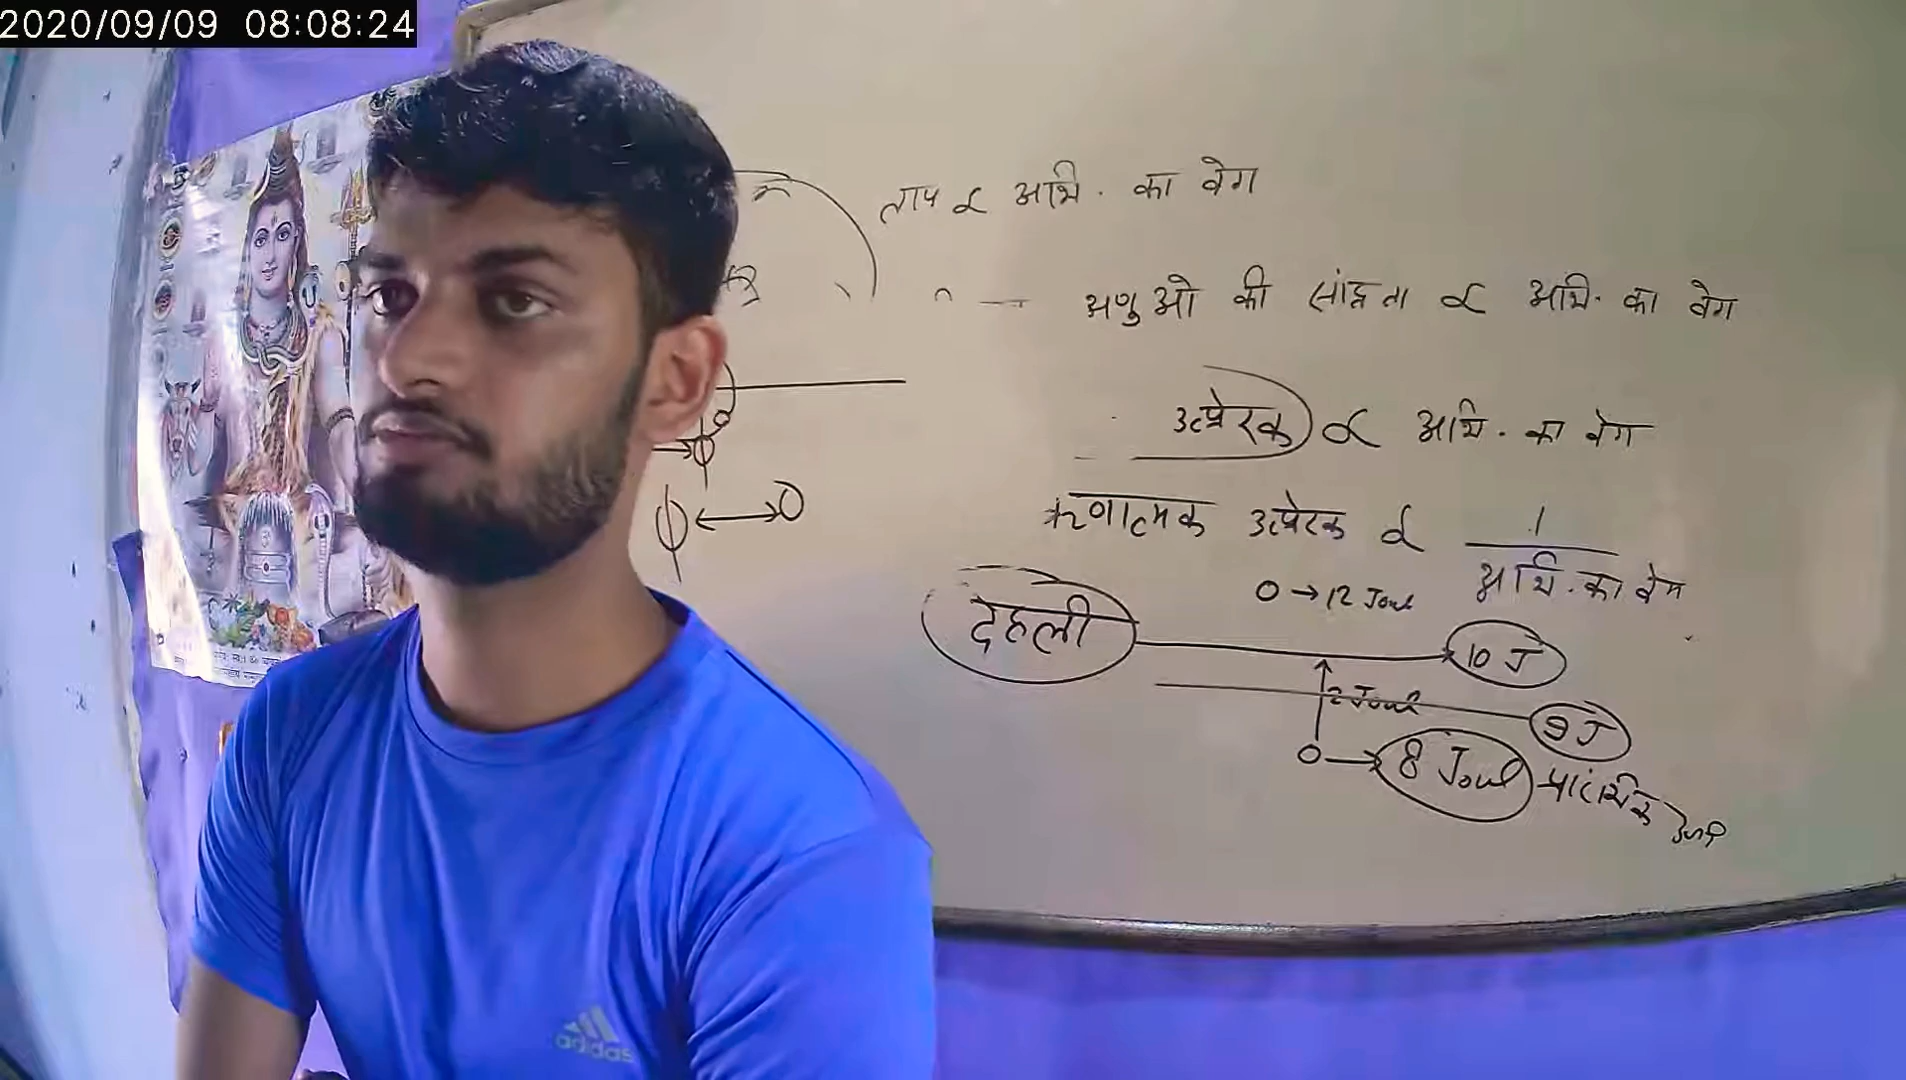 2020/09/09 08:08:24
ताप ∝ अभि. का वेग
अणुओ की सांद्रता ∝ अभि. का वेग
उत्प्रेरक ∝ अभि. का वेग
ऋणात्मक उत्प्रेरक ∝ 1
अभि. का वेग
0 → 12 Joul
देहली
10 J
2 Joul
9 J
0 → 8 Joul प्रारंभिक
adidas